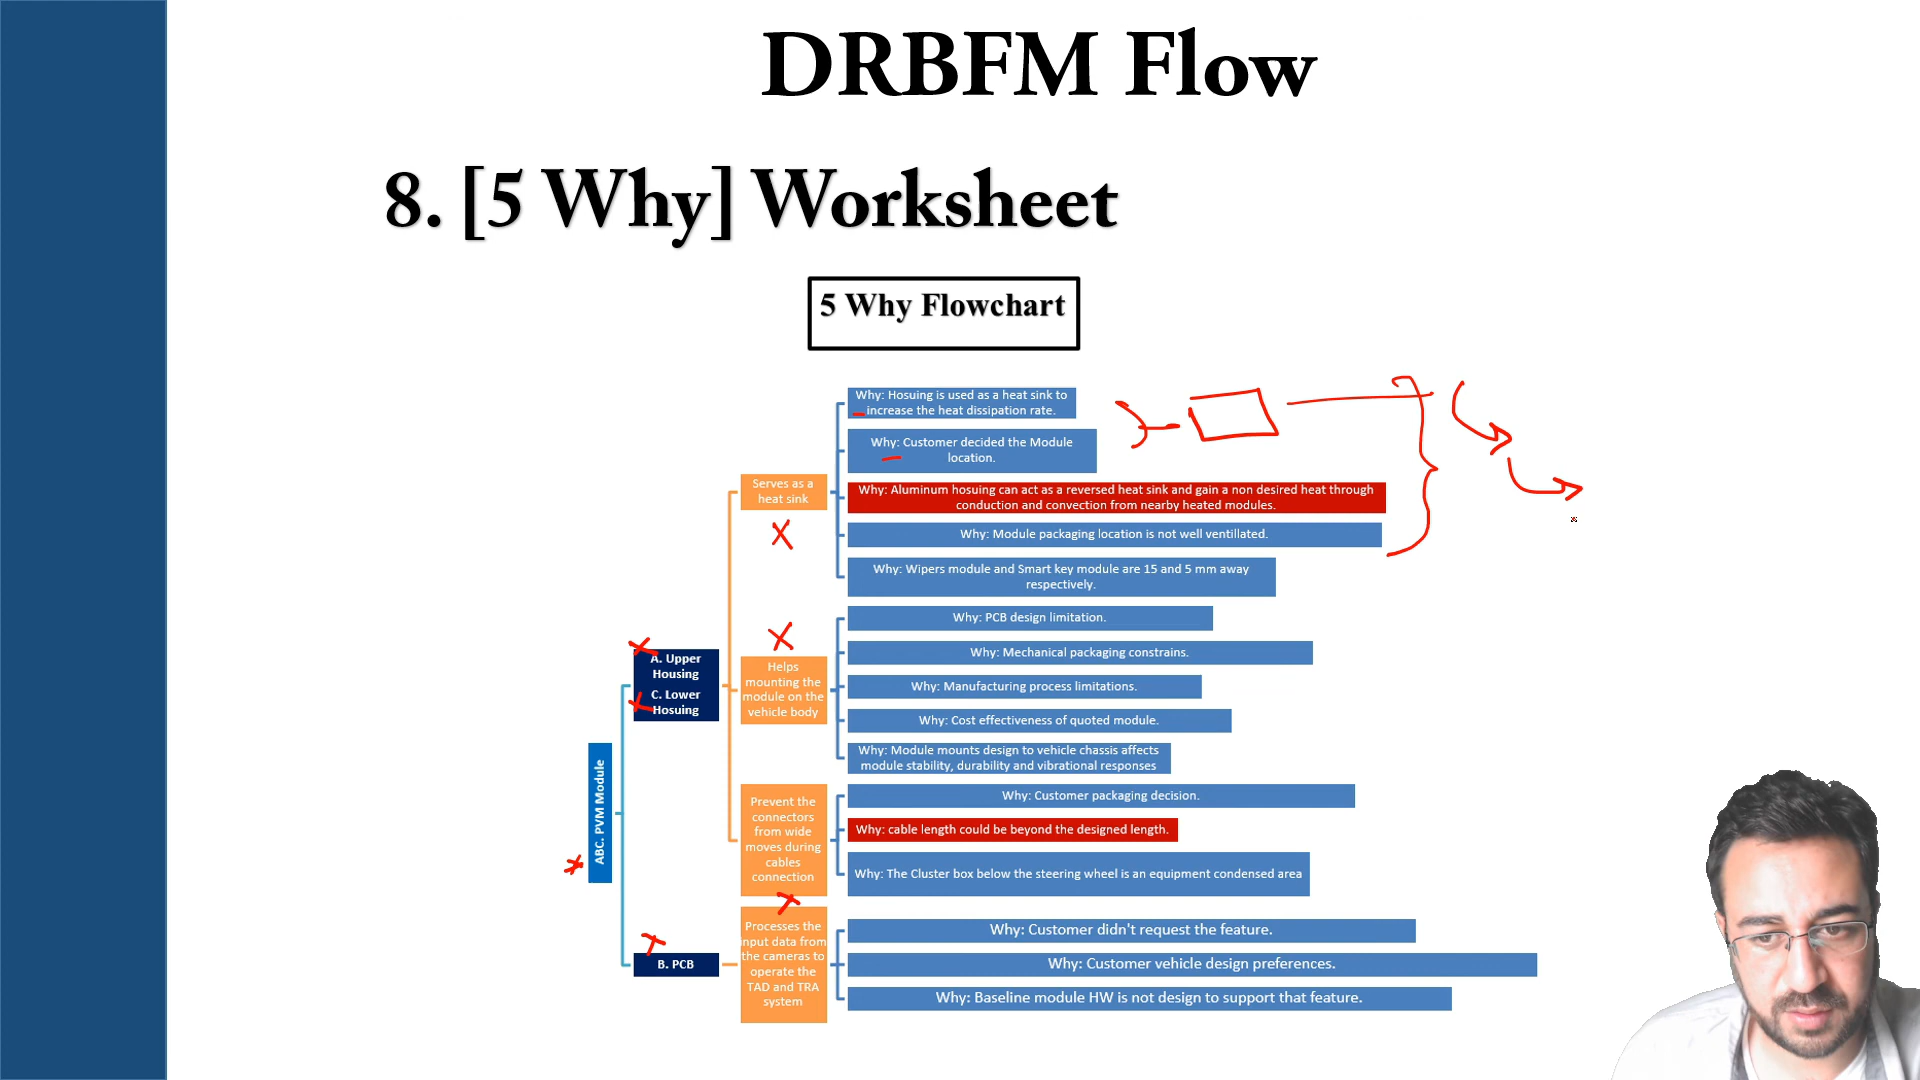 DRBFM Flow
8. [5 Why] Worksheet
5 Why Flowchart
Why: Hosuing is used as a heat sink to
increase the heat dissipation rate.
Why: Customer decided the Module
location.
Serves as a
heat sink
Why: Aluminum hosuing can act as a reversed heat sink and gain a non desired heat through
conduction and convection from nearby heated modules.
Why: Module packaging location is not well ventillated.
Why: Wipers module and Smart key module are 15 and 5 mm away
respectively.
Why: PCB design limitation.
Why: Mechanical packaging constrains.
A. Upper
Housing
C. Lower
Hosuing
Helps
mounting the
module on the
vehicle body
Why: Manufacturing process limitations.
Why: Cost effectiveness of quoted module.
Why: Module mounts design to vehicle chassis affects
module stability, durability and vibrational responses
ABC. PVM Module
Prevent the
connectors
from wide
moves during
cables
connection
Why: Customer packaging decision.
Why: cable length could be beyond the designed length.
Why: The Cluster box below the steering wheel is an equipment condensed area
B. PCB
Processes the
input data from
the cameras to
operate the
TAD and TRA
system
Why: Customer didn't request the feature.
Why: Customer vehicle design preferences.
Why: Baseline module HW is not design to support that feature.